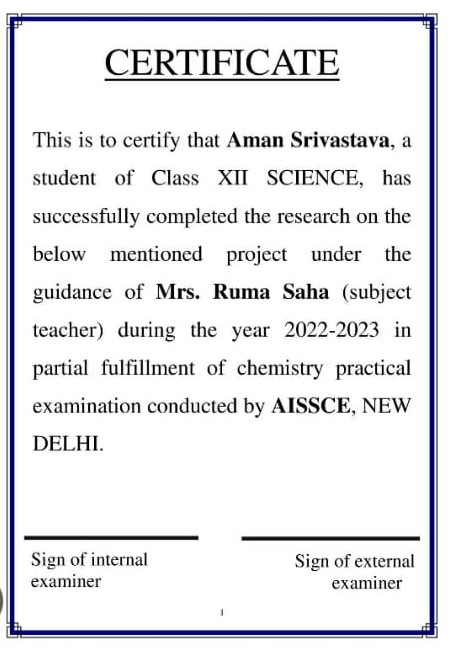 CERTIFICATE
This is to certify that Aman Srivastava, a
student of Class XII SCIENCE, has
successfully completed the research on the
below mentioned project under the
guidance of Mrs. Ruma Saha (subject
teacher) during the year 2022-2023 in
partial fulfillment of chemistry practical
examination conducted by AISSCE, NEW
DELHI.
Sign of internal
examiner
Sign of external
examiner
1